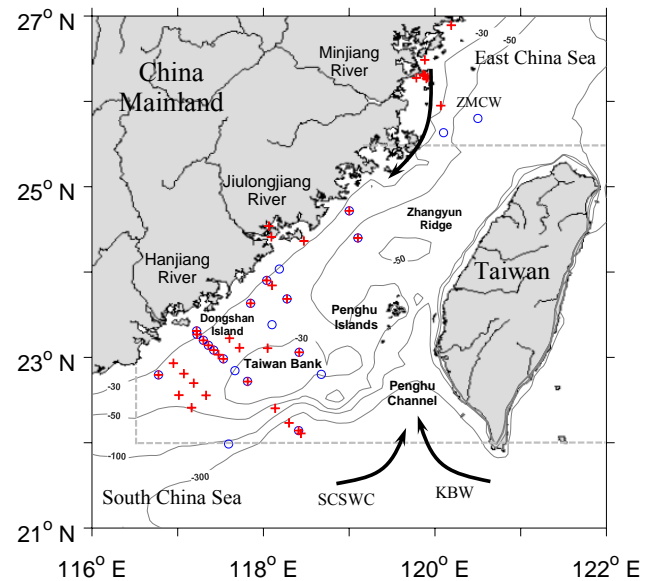 27° N
25° N
23° N
21° N
116° E
118° E
120° E
122° E
China
Mainland
Minjiang
River
-30
-50
East China Sea
ZMCW
Jiulongjiang
River
Zhangyun
Ridge
-50
Taiwan
Hanjiang
River
Dongshan
Island
Penghu
Islands
-30
Taiwan Bank
Penghu
Channel
-30
-50
-100
-300
South China Sea
SCSWC
KBW